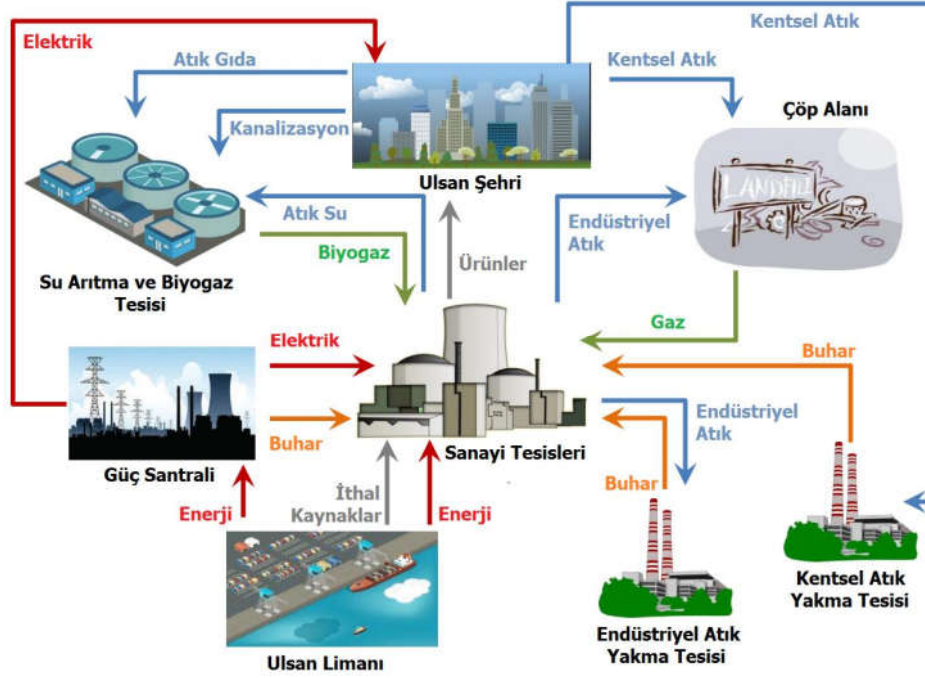 Elektrik
Kentsel Atık
Atık Gıda
Kentsel Atık
Kanalizasyon
Çöp Alanı
LANDFILL
Ulsan Şehri
Atık Su
Endüstriyel
Atık
Biyogaz
Ürünler
Su Arıtma ve Biyogaz
Tesisi
Gaz
Elektrik
Buhar
Buhar
Endüstriyel
Atık
Güç Santrali
Sanayi Tesisleri
Buhar
Enerji
İthal
Kaynaklar
Enerji
Kentsel Atık
Yakma Tesisi
Endüstriyel Atık
Yakma Tesisi
Ulsan Limanı